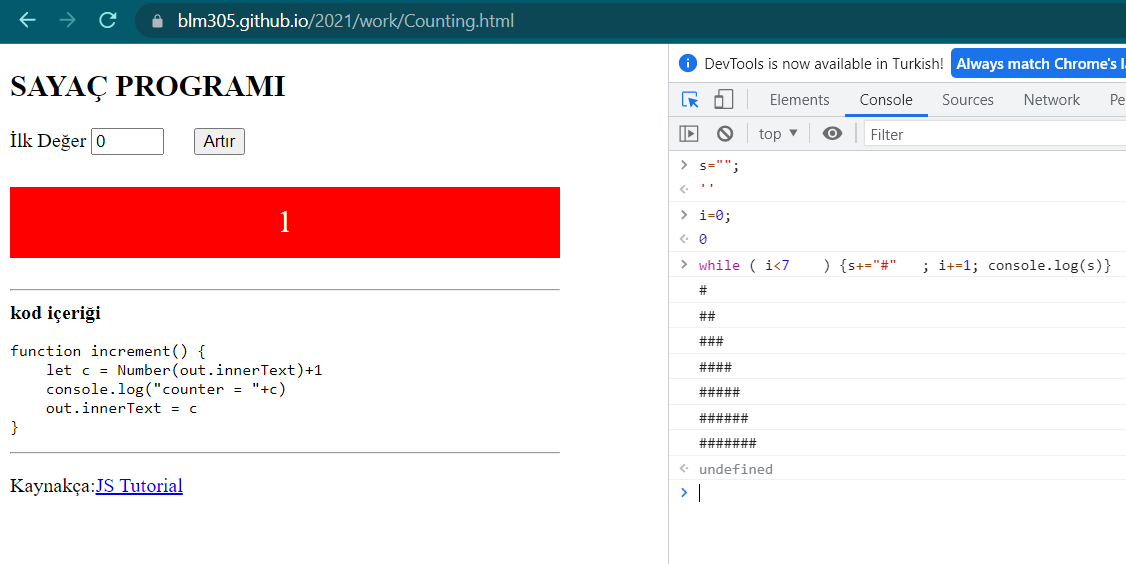 blm305.github.io/2021/work/Counting.html
SAYAÇ PROGRAMI
İlk Değer 0 Artır
1
kod içeriği
function increment() {
    let c = Number(out.innerText)+1
    console.log("counter = "+c)
    out.innerText = c
}
Kaynakça:JS Tutorial
DevTools is now available in Turkish! Always match Chrome's l
Elements Console Sources Network Pe
top Filter
s="";
''
i=0;
0
while ( i<7    ) {s+="#"   ; i+=1; console.log(s)}
#
##
###
####
#####
######
#######
undefined